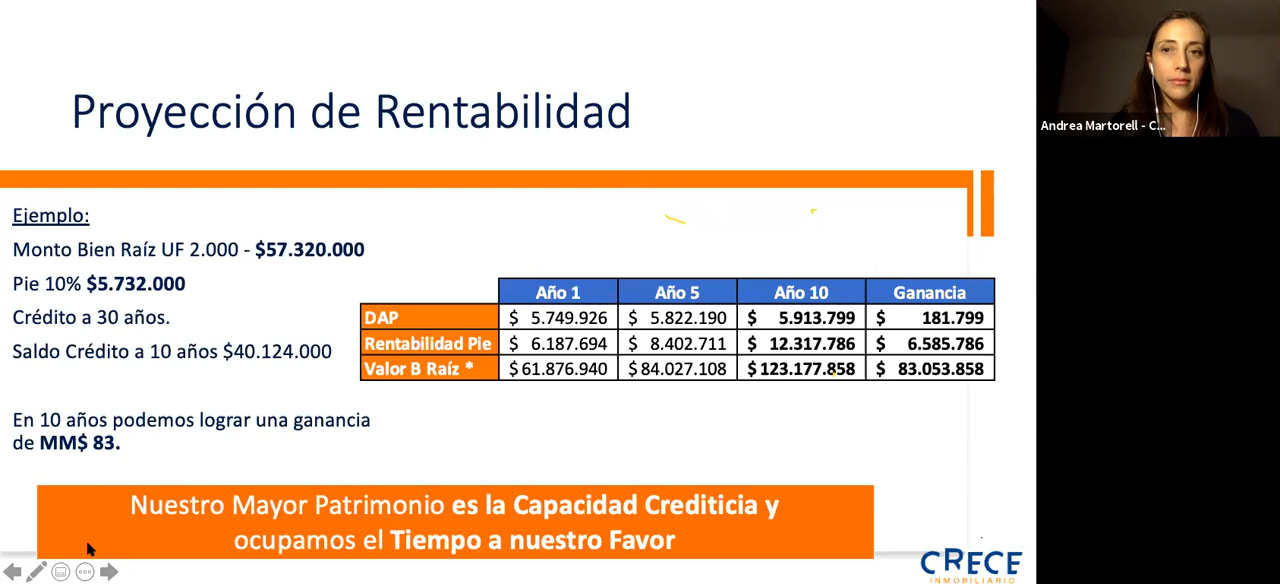 Proyección de Rentabilidad
Ejemplo:
Monto Bien Raíz UF 2.000 - $57.320.000
Pie 10% $5.732.000
Crédito a 30 años.
Saldo Crédito a 10 años $40.124.000
Año 1 Año 5 Año 10 Ganancia
DAP $ 5.749.926 $ 5.822.190 $ 5.913.799 $ 181.799
Rentabilidad Pie $ 6.187.694 $ 8.402.711 $ 12.317.786 $ 6.585.786
Valor B Raíz * $ 61.876.940 $ 84.027.108 $ 123.177.858 $ 83.053.858
En 10 años podemos lograr una ganancia
de MM$ 83.
Nuestro Mayor Patrimonio es la Capacidad Crediticia y
ocupamos el Tiempo a nuestro Favor
CRECE
INMOBILIARIO
Andrea Martorell - C...